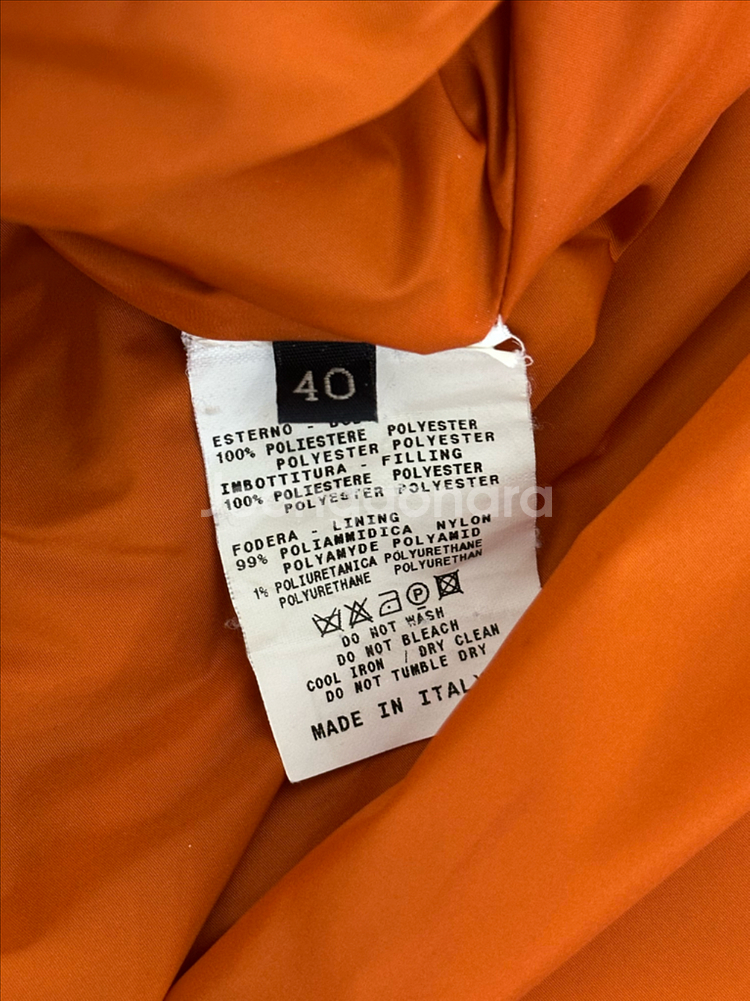 40
ESTERNO -
100% POLIESTERE POLYESTER
POLYESTER POLYESTER
IMBOTTITURA - FILLING
100% POLIESTERE POLYESTER
POLYESTER POLYESTER
FODERA - LINING
99% POLIAMMIDICA NYLON
POLYAMYDE POLYAMID
1% POLIURETANICA POLYURETHANE
POLYURETHANE POLYURETHAN
P
DO NOT WASH
DO NOT BLEACH
COOL IRON / DRY CLEAN
DO NOT TUMBLE DRY
MADE IN ITALY